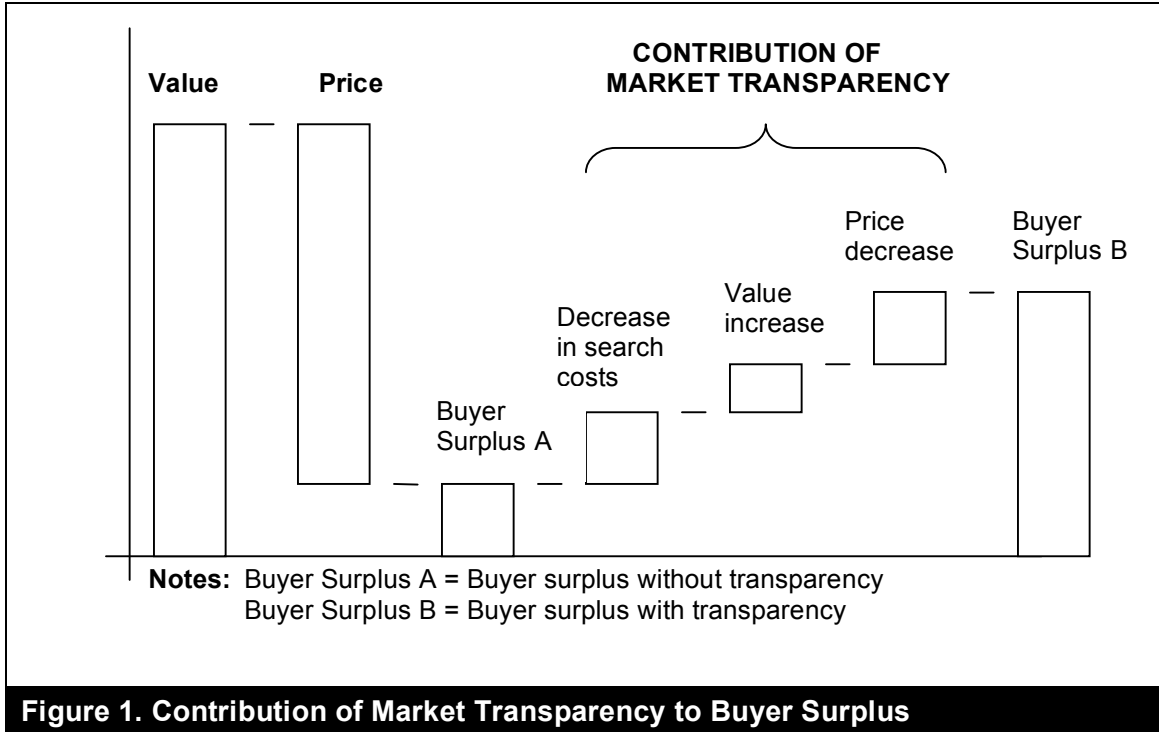 CONTRIBUTION OF
MARKET TRANSPARENCY
Value
Price
Price
decrease
Buyer
Surplus B
Value
increase
Decrease
in search
costs
Buyer
Surplus A
Notes: Buyer Surplus A = Buyer surplus without transparency
Buyer Surplus B = Buyer surplus with transparency
Figure 1. Contribution of Market Transparency to Buyer Surplus